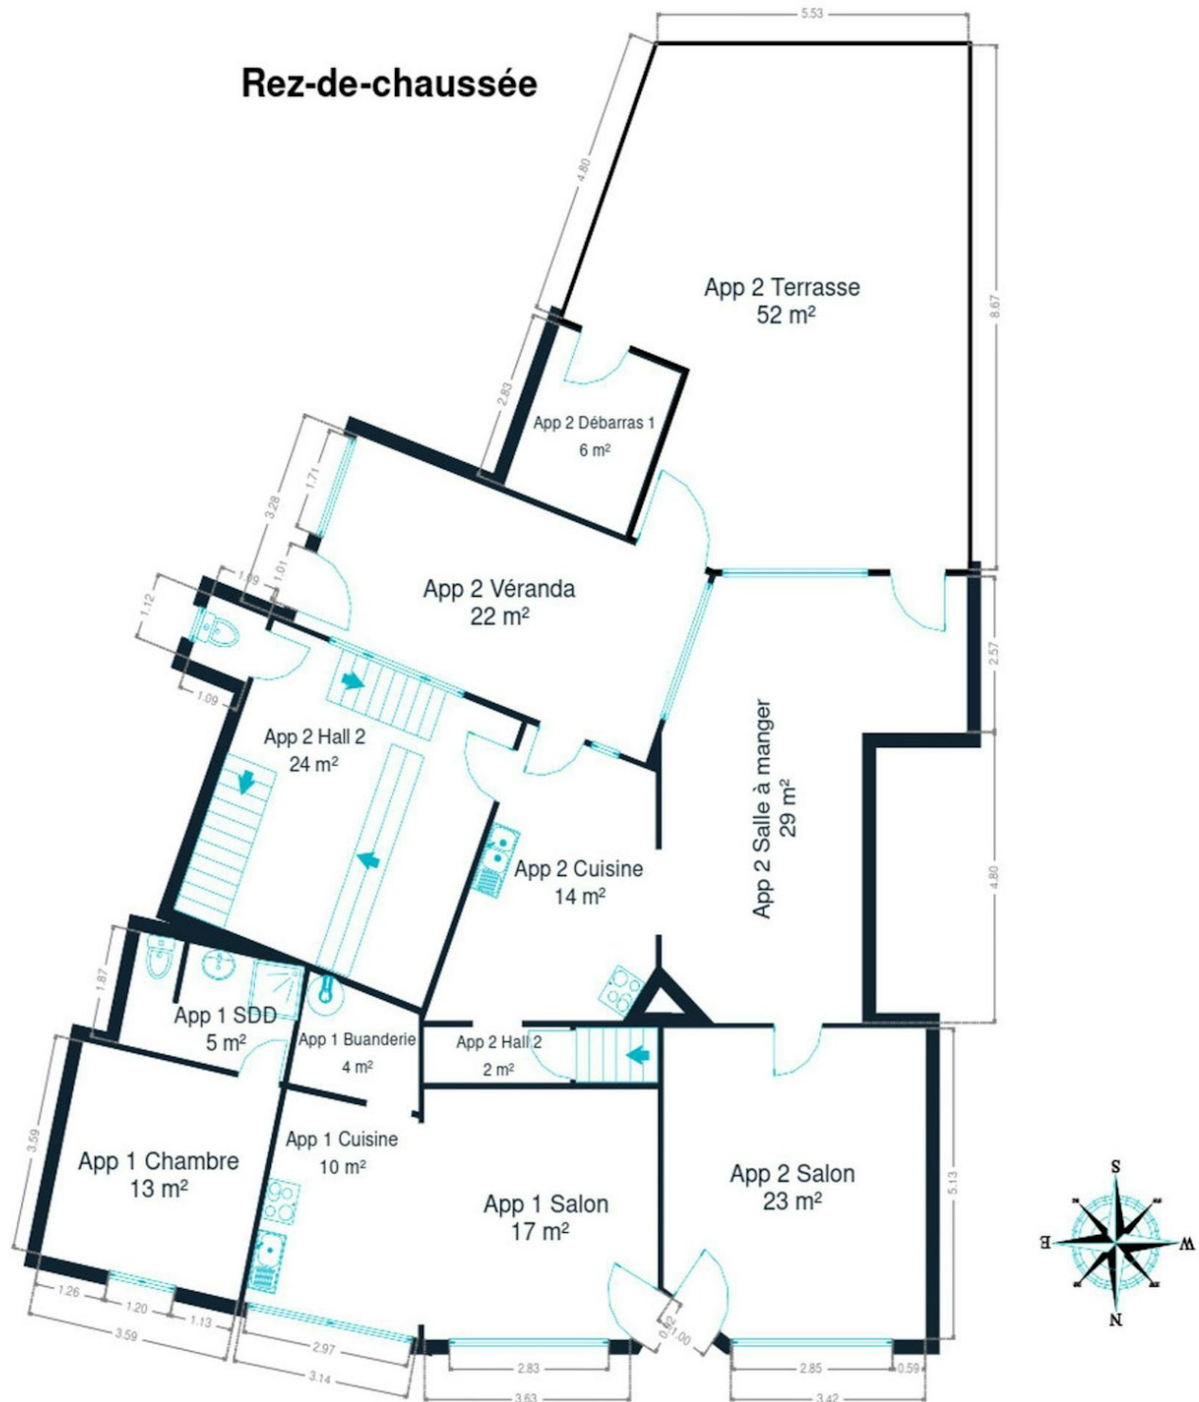 5.53
Rez-de-chaussée
4.80
8.67
App 2 Terrasse
52 m²
2.83
App 2 Débarras 1
6 m²
1.71
3.28
1.09
1.01
1.12
App 2 Véranda
22 m²
2.57
1.09
App 2 Hall 2
24 m²
App 2 Salle à manger
29 m²
App 2 Cuisine
14 m²
4.80
1.87
App 1 SDD
5 m²
App 1 Buanderie
4 m²
App 2 Hall 2
2 m²
3.59
App 1 Cuisine
10 m²
App 1 Chambre
13 m²
App 1 Salon
17 m²
App 2 Salon
23 m²
5.13
S
E
W
N
1.26
1.20
1.13
3.59
2.97
3.14
1.00
2.83
3.63
2.85
0.59
3.42